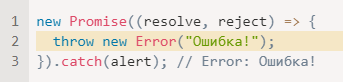 1 new Promise((resolve, reject) => {
2   throw new Error("Ошибка!");
3 }).catch(alert); // Error: Ошибка!